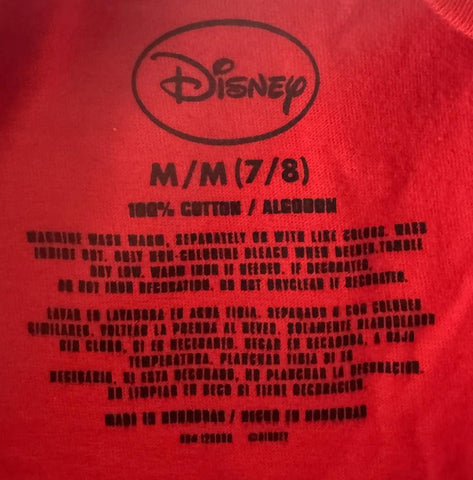 Disney
M/M (7/8)
100% COTTON / ALGODON
MACHINE WASH WARM, SEPARATELY OR WITH LIKE COLORS. WASH
INSIDE OUT. ONLY NON-CHLORINE BLEACH WHEN NEEDED.TUMBLE
DRY LOW. WARM IRON IF NEEDED. IF DECORATED,
DO NOT IRON DECORATION. DO NOT DRYCLEAN IF DECORATED.
LAVAR EN LAVADORA EN AGUA TIBIA. SEPARADO O CON COLORES
SIMILARES. VOLTEAR LA PRENDA AL REVES. SOLAMENTE BLANQUEADOR
SIN CLORO, SI ES NECESARIO. SECAR EN SECADORA, A BAJA
TEMPERATURA. PLANCHAR TIBIA SI ES
NECESARIO. SI ESTA DECORADO, NO PLANCHAR LA DECORACION.
NO LIMPIAR EN SECO SI TIENE DECORACION.
MADE IN HONDURAS / HECHO EN HONDURAS
©DISNEY